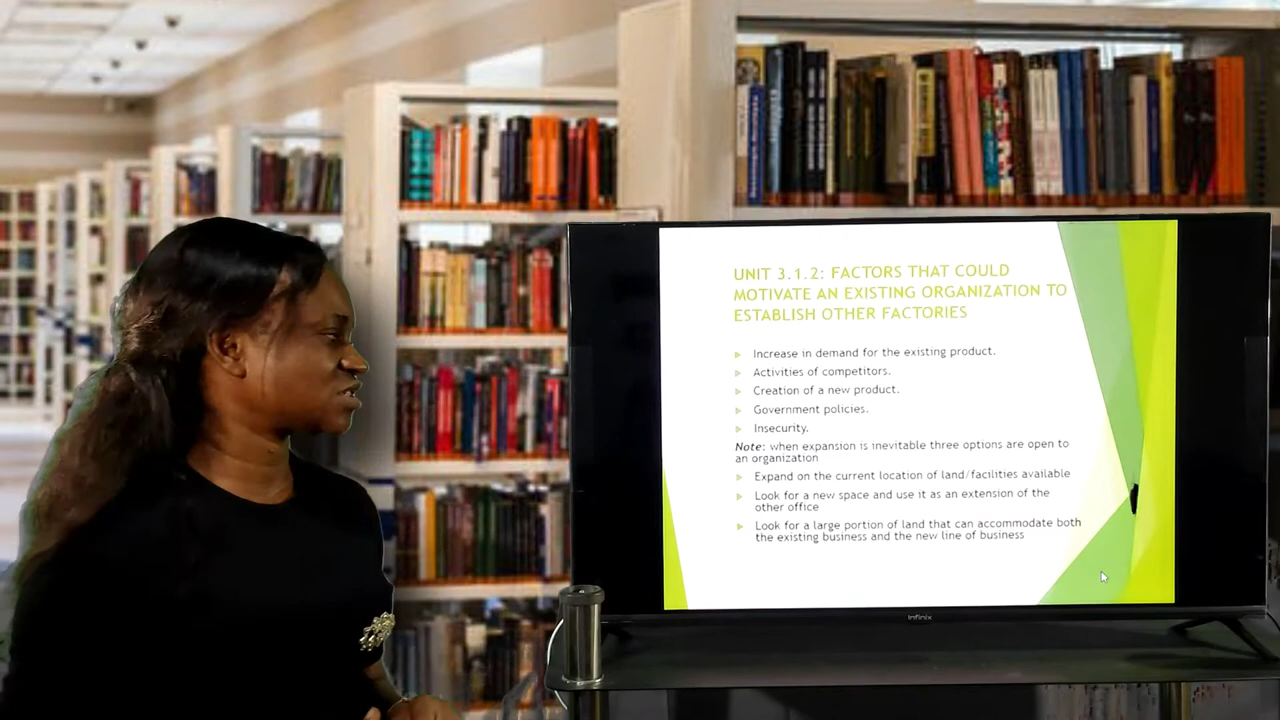 UNIT 3.1.2: FACTORS THAT COULD
MOTIVATE AN EXISTING ORGANIZATION TO
ESTABLISH OTHER FACTORIES
Increase in demand for the existing product.
Activities of competitors.
Creation of a new product.
Government policies.
Insecurity.
Note: when expansion is inevitable three options are open to
an organization
Expand on the current location of land/facilities available
Look for a new space and use it as an extension of the
other office
Look for a large portion of land that can accommodate both
the existing business and the new line of business
Infinix